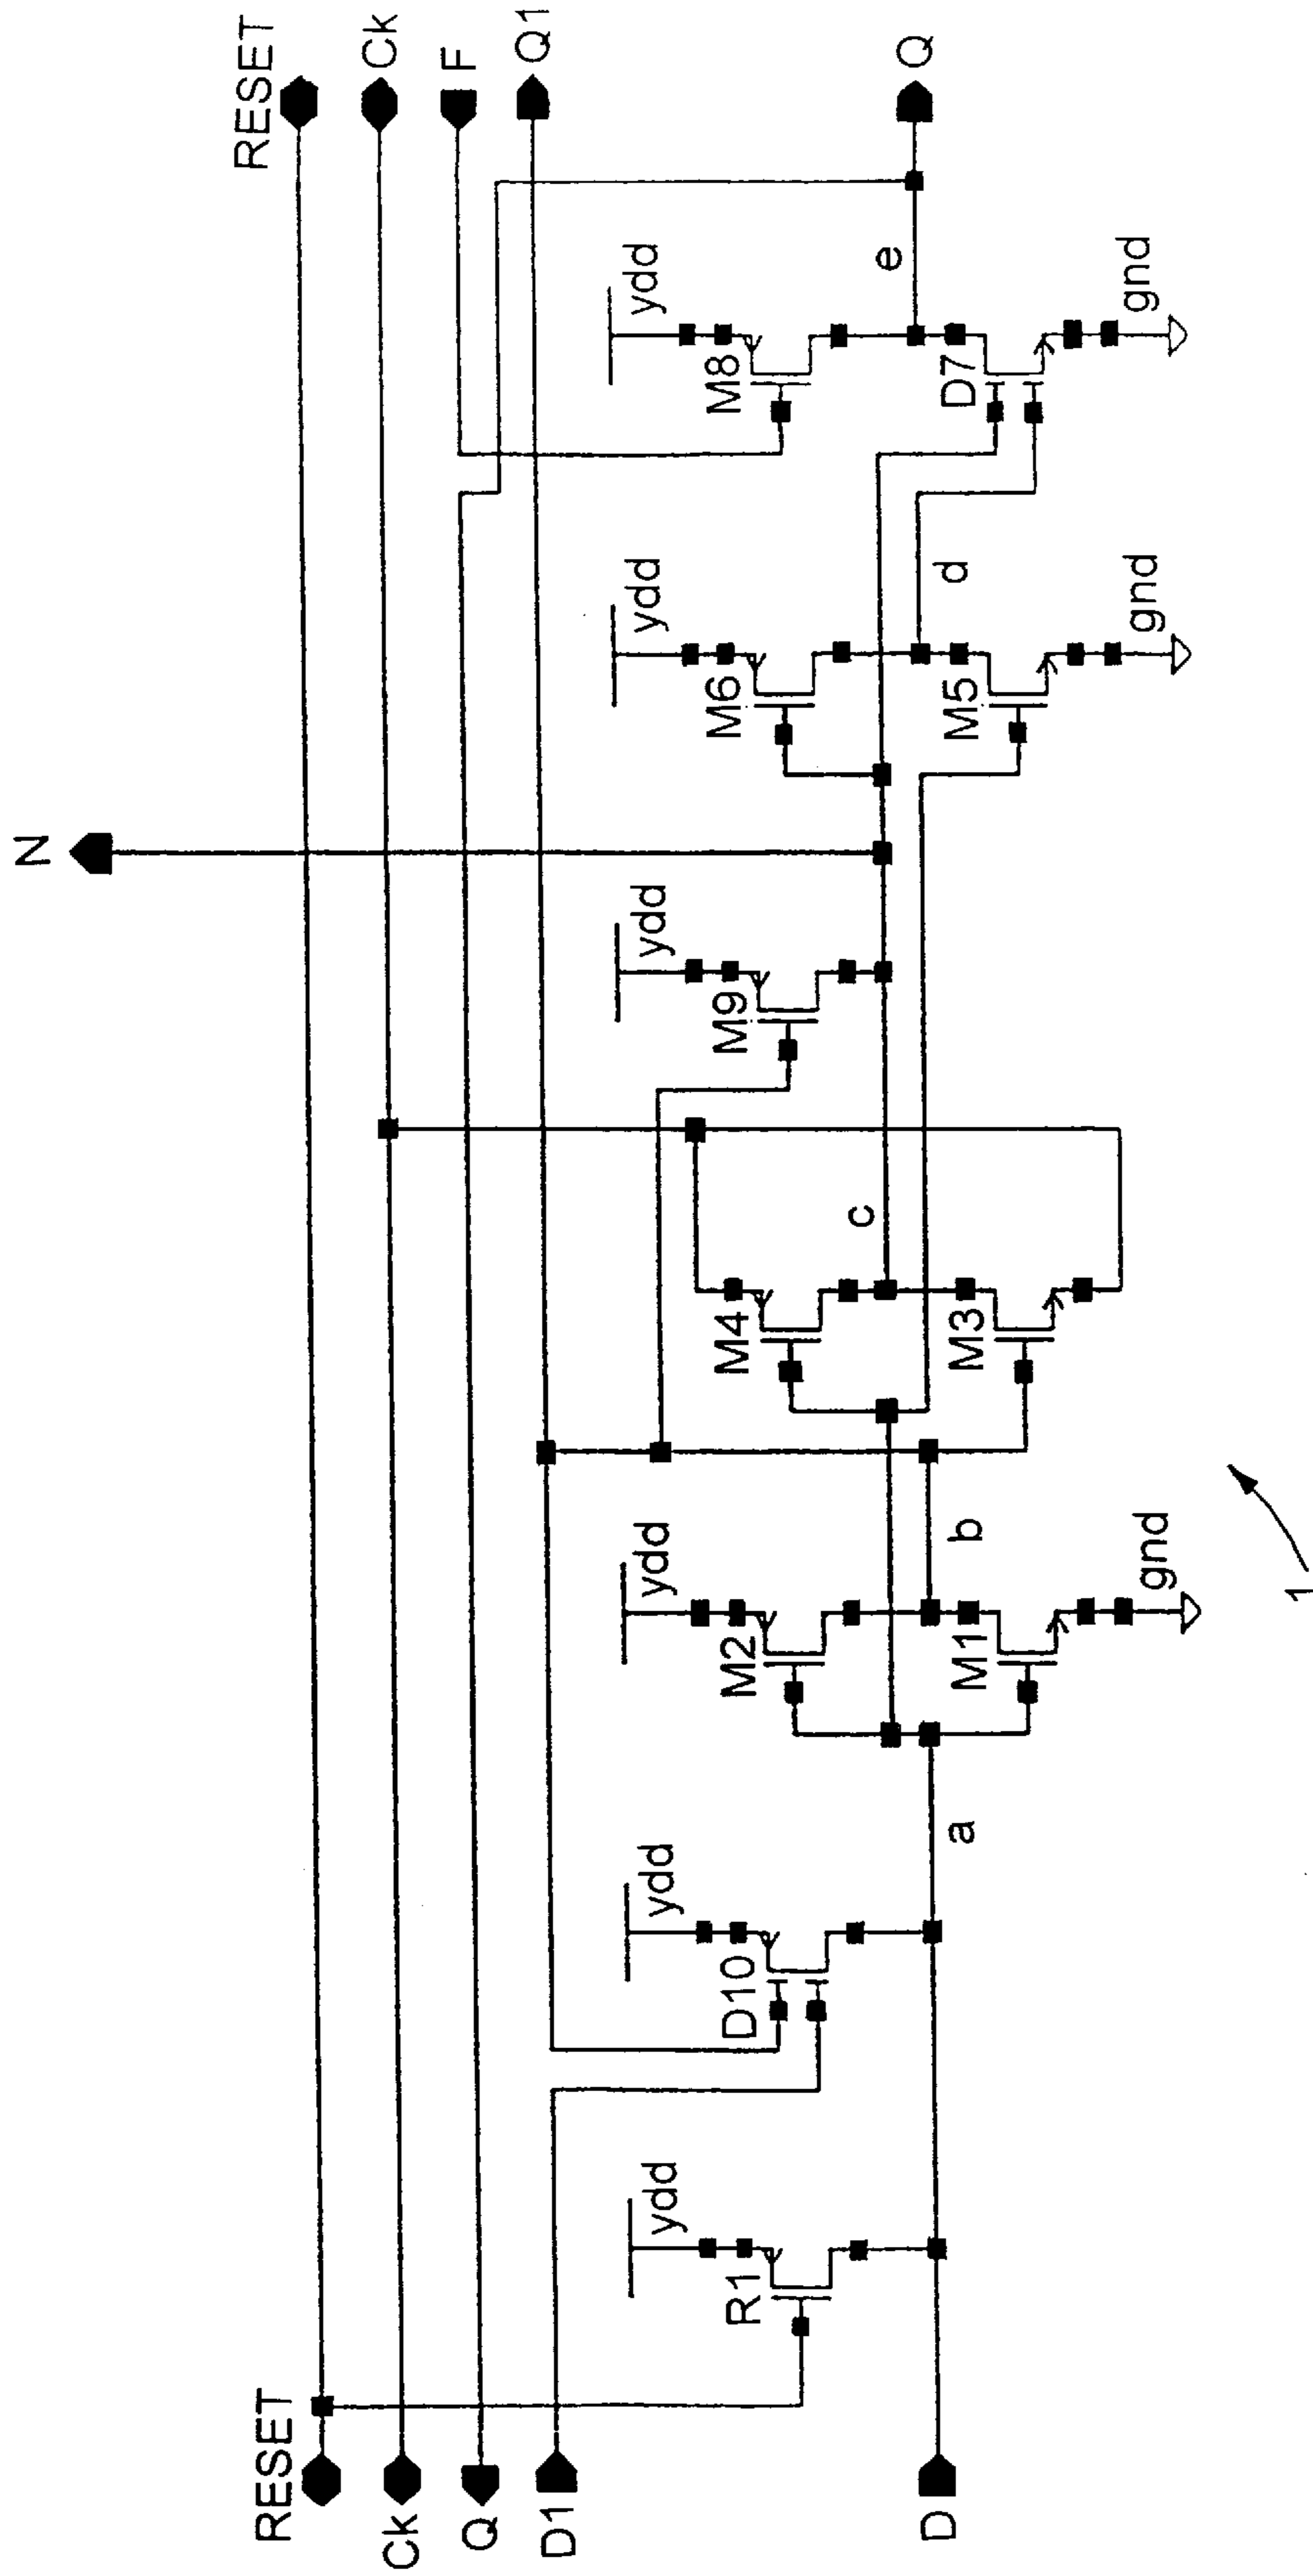 N
RESET
RESET
Ck
Ck
Q
F
D1
Q1
ydd
ydd
ydd
ydd
ydd
ydd
ydd
R1
D10
M2
M4
M9
M6
M8
c
e
Q
D
a
b
d
M1
M3
M5
D7
gnd
gnd
gnd
1